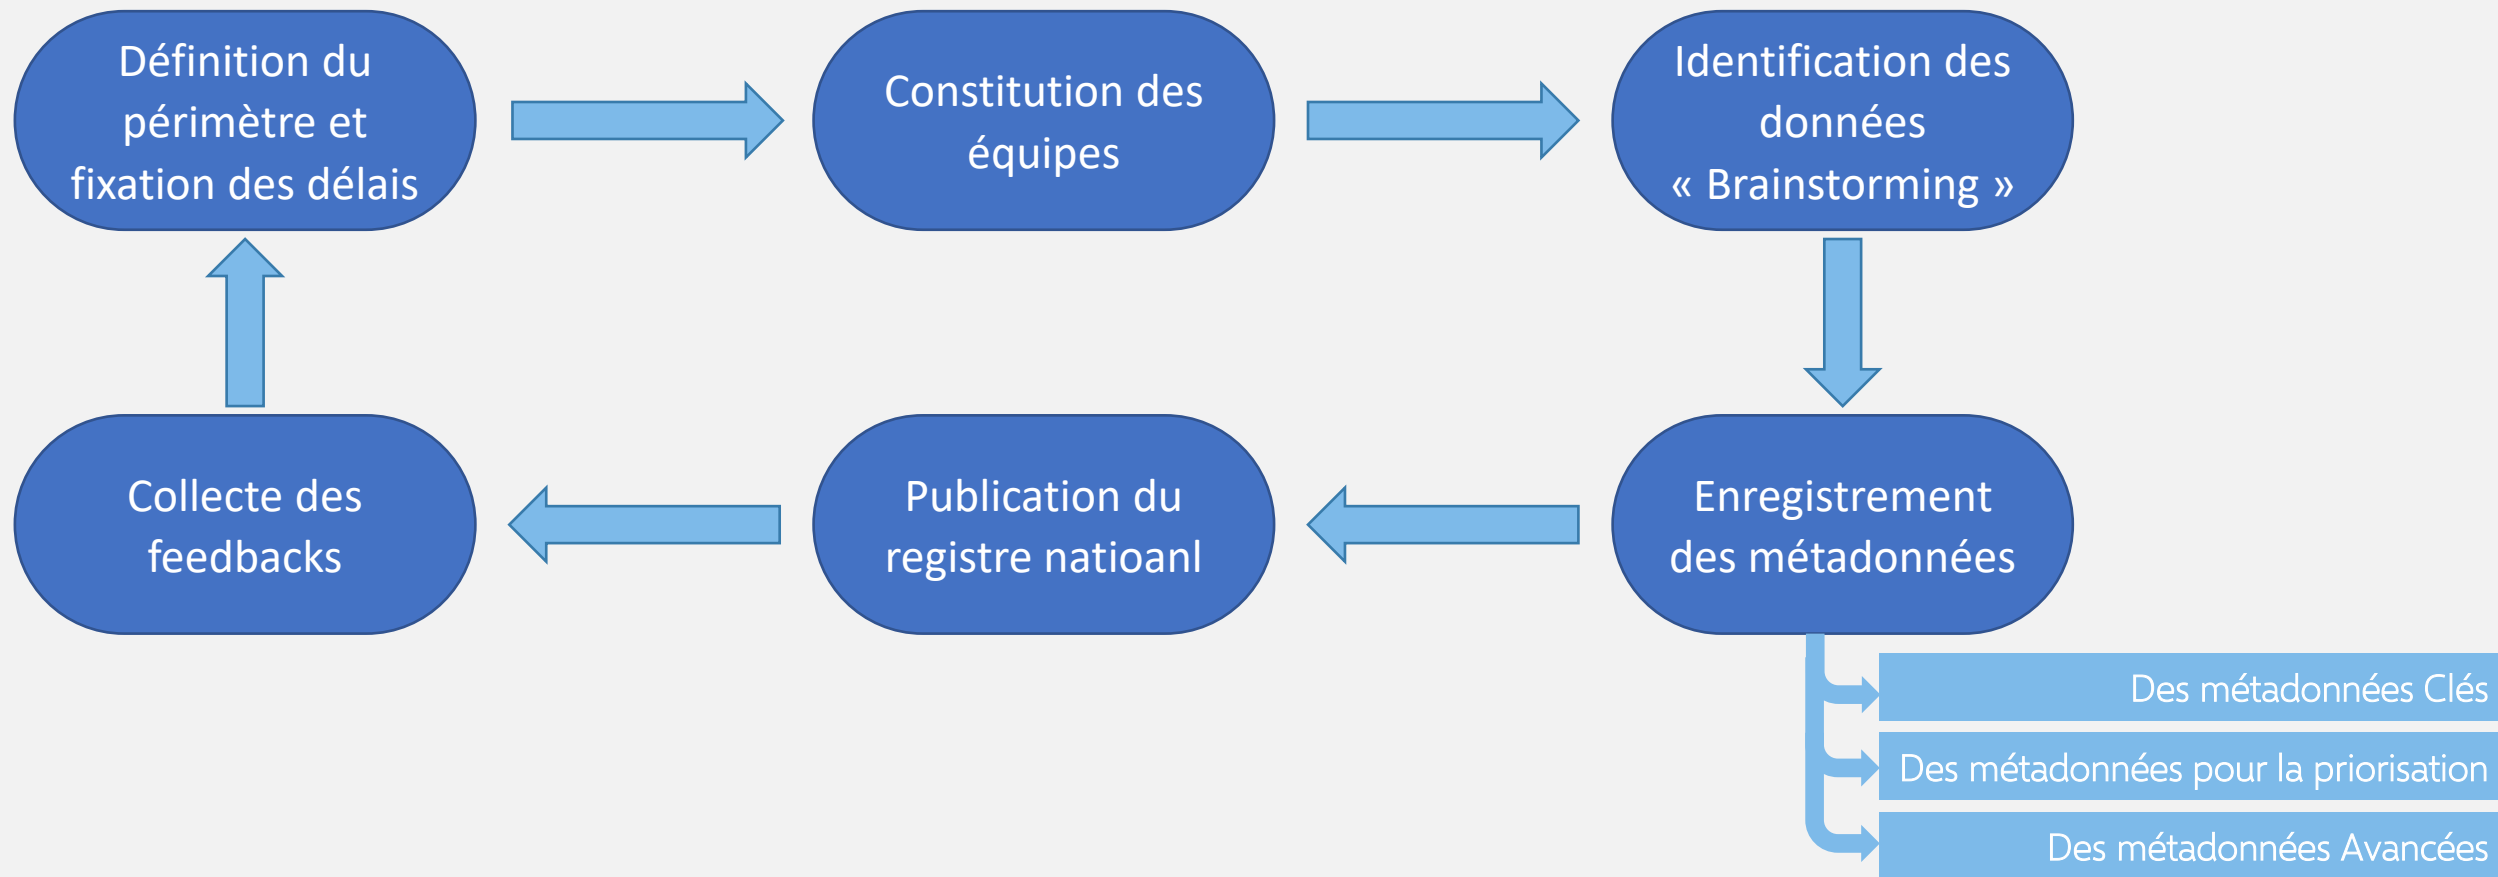 Définition du
périmètre et
fixation des délais
Constitution des
équipes
Identification des
données
« Brainstorming »
Collecte des
feedbacks
Publication du
registre natioanl
Enregistrement
des métadonnées
Des métadonnées Clés
Des métadonnées pour la priorisation
Des métadonnées Avancées